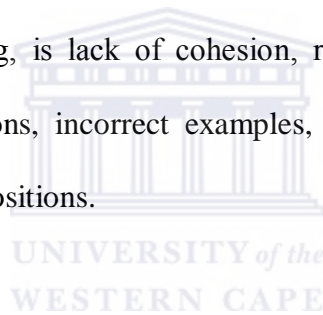 g, is lack of cohesion, r
ons, incorrect examples,
ositions.
UNIVERSITY of the
WESTERN CAPE